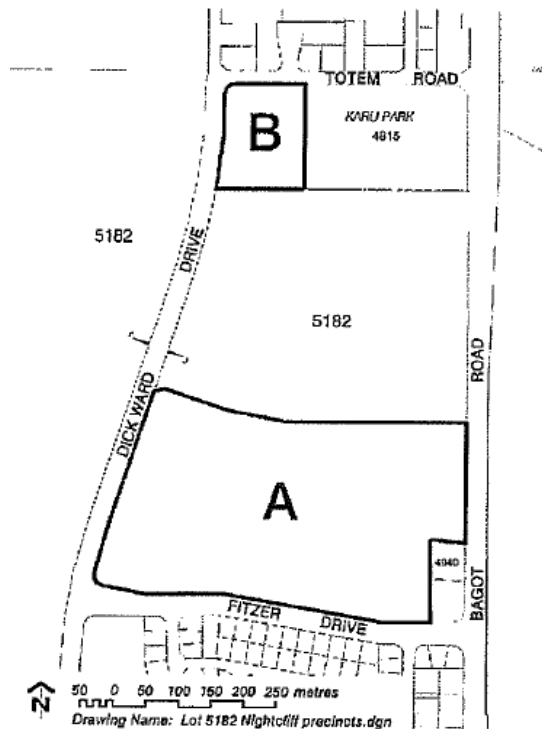 TOTEM ROAD
KARU PARK
4815
B
5182
DRIVE
5182
ROAD
DICK WARD
A
4940
BAGOT
FITZER DRIVE
Z
50 0 50 100 150 200 250 metres
Drawing Name: Lot 5182 Nightcliff precincts.dgn